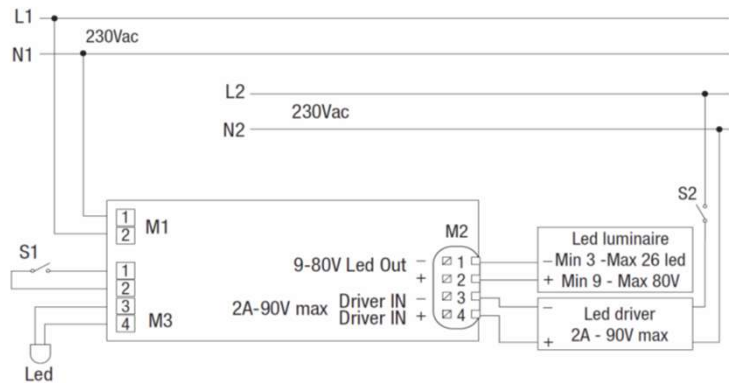 L1
230Vac
N1
L2
230Vac
N2
S2
1
2
M1
M2
S1
1
2
3
4
M3
9-80V Led Out
−
+
2A-90V max
Driver IN −
Driver IN +
1
2
3
4
Led luminaire
− Min 3 -Max 26 led
+ Min 9 - Max 80V
−
Led driver
+
2A - 90V max
Led